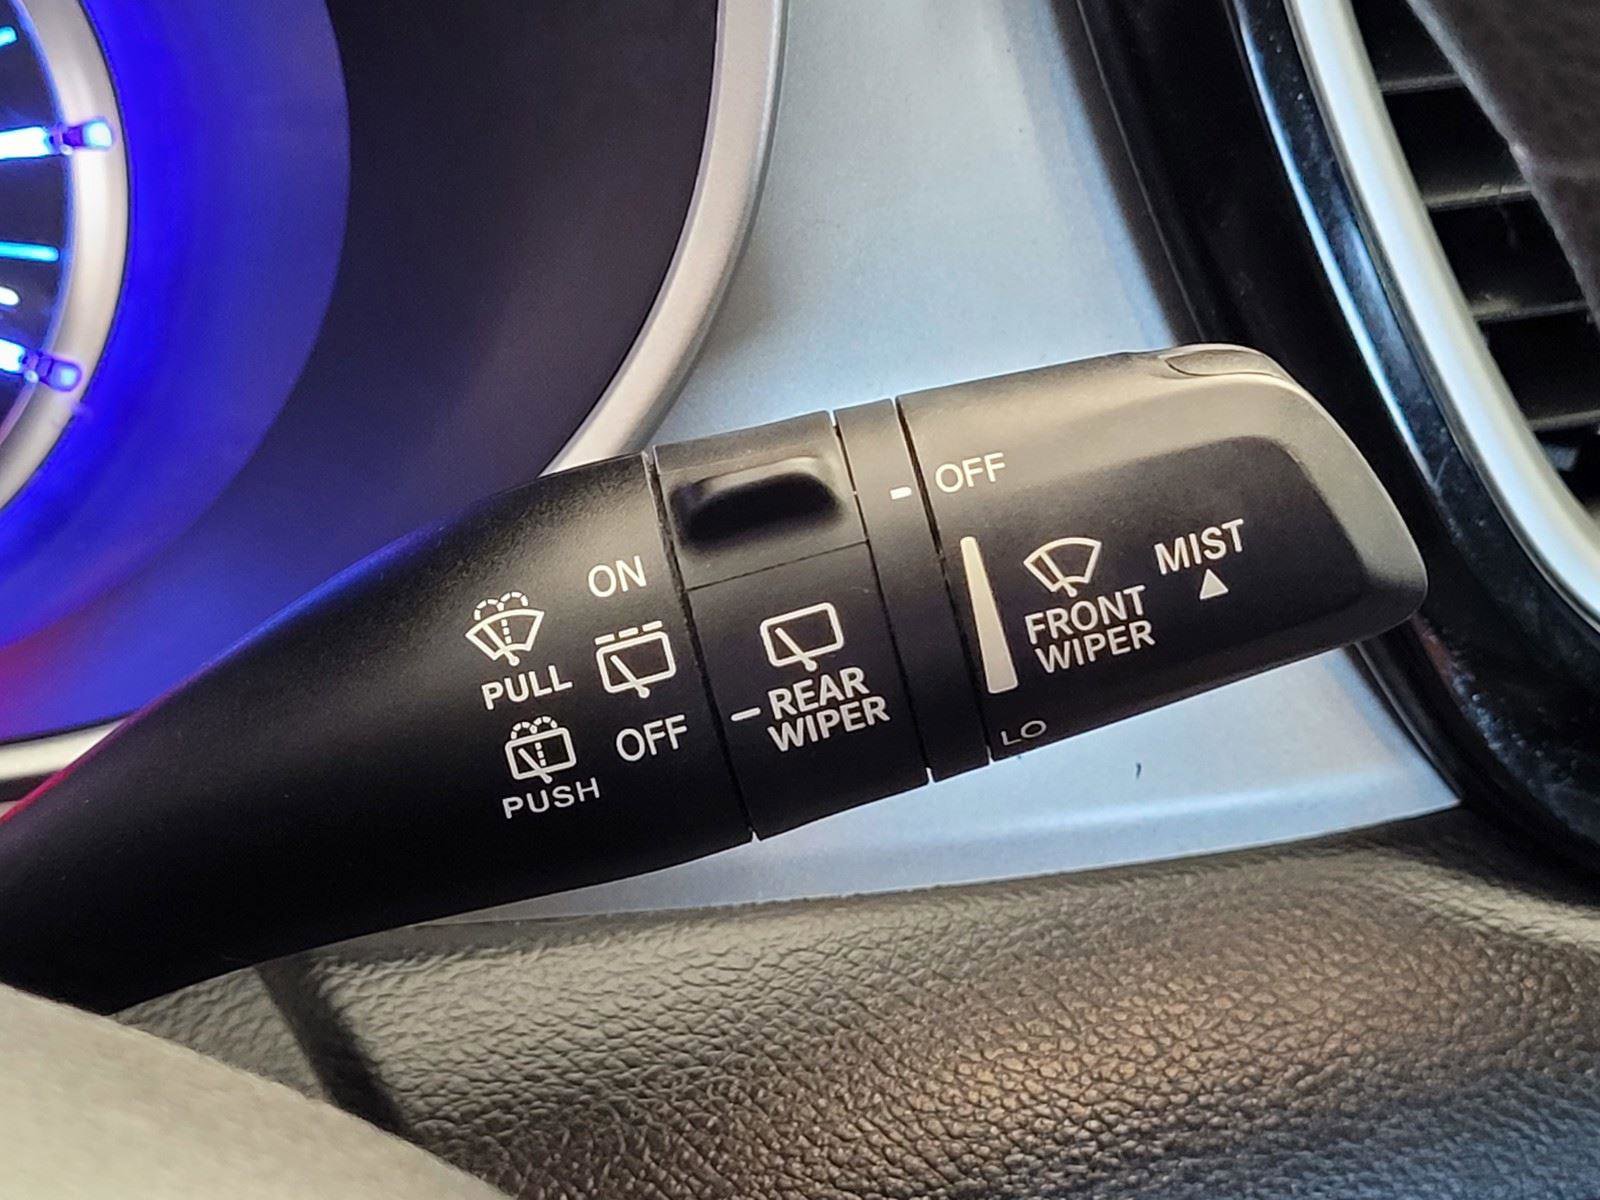 ON
PULL
OFF
PUSH
REAR
WIPER
OFF
FRONT
WIPER
MIST
LO